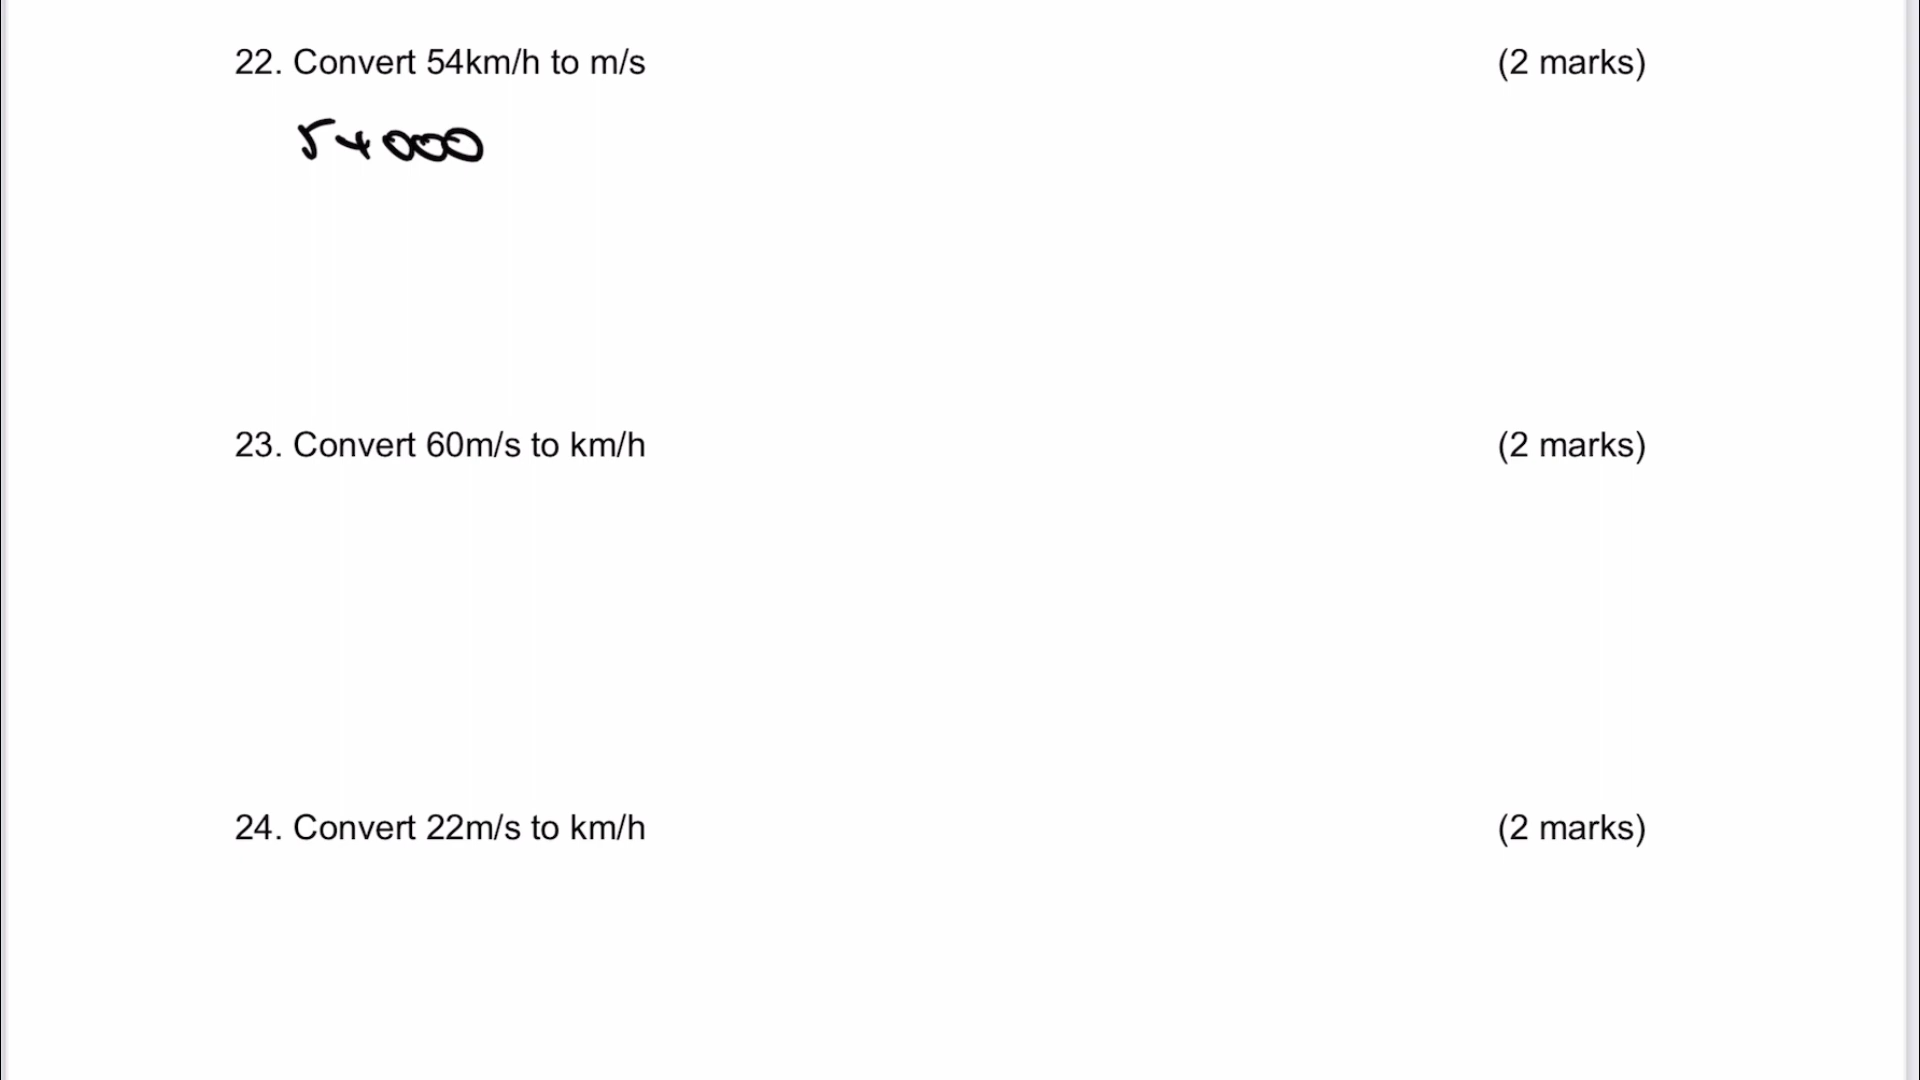 22. Convert 54km/h to m/s (2 marks)
54000
23. Convert 60m/s to km/h (2 marks)
24. Convert 22m/s to km/h (2 marks)